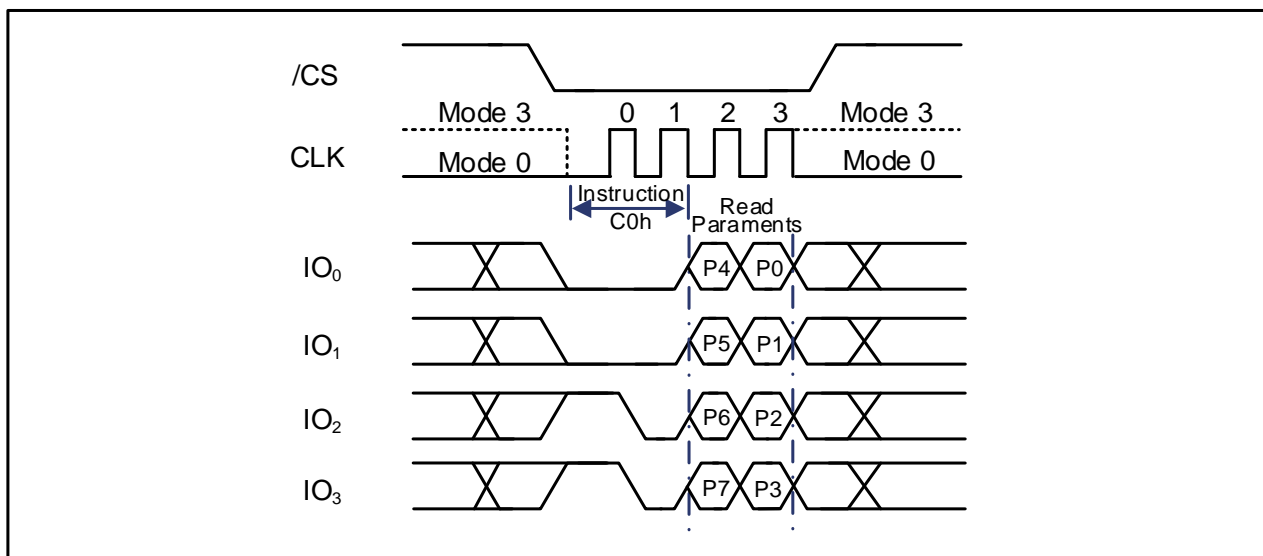 /CS
Mode 3 0 1 2 3 Mode 3
CLK
Mode 0 Mode 0
Instruction
C0h
Read
Paraments
IO₀ P4 P0
IO₁ P5 P1
IO₂ P6 P2
IO₃ P7 P3